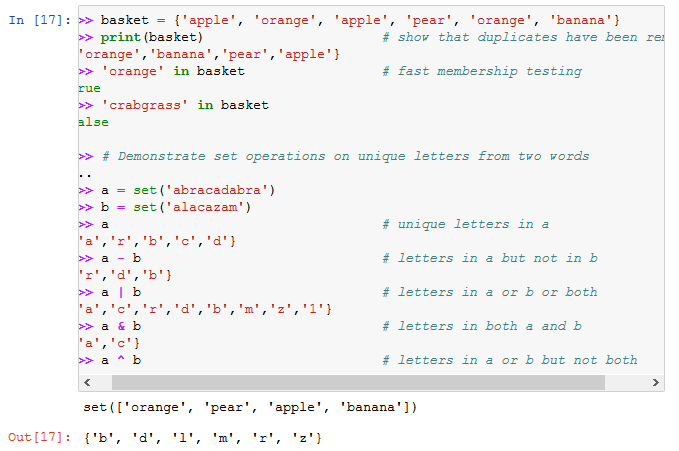 In [17]: >> basket = {'apple', 'orange', 'apple', 'pear', 'orange', 'banana'}
>> print(basket) # show that duplicates have been rem
'orange','banana','pear','apple'}
>> 'orange' in basket # fast membership testing
rue
>> 'crabgrass' in basket
alse
>> # Demonstrate set operations on unique letters from two words
..
>> a = set('abracadabra')
>> b = set('alacazam')
>> a # unique letters in a
'a','r','b','c','d'}
>> a - b # letters in a but not in b
'r','d','b'}
>> a | b # letters in a or b or both
'a','c','r','d','b','m','z','l'}
>> a & b # letters in both a and b
'a','c'}
>> a ^ b # letters in a or b but not both
set(['orange', 'pear', 'apple', 'banana'])
Out[17]: {'b', 'd', 'l', 'm', 'r', 'z'}